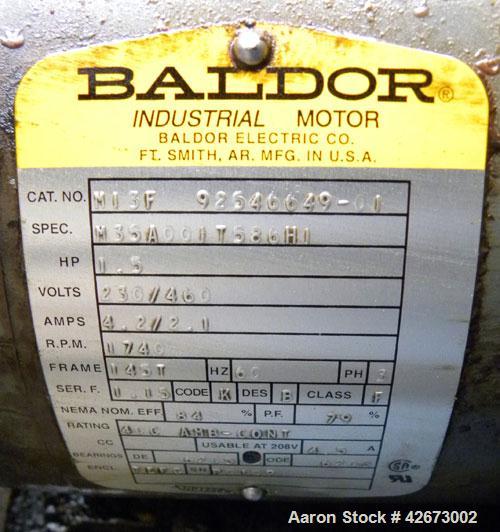 BALDOR ®
INDUSTRIAL MOTOR
BALDOR ELECTRIC CO.
FT. SMITH, AR. MFG. IN U.S.A.
CAT. NO. M13F 92546649-01
SPEC. M35A001T586H1
HP 1.5
VOLTS 230/460
AMPS 4.2/2.1
R.P.M. 1740
FRAME 145T HZ 60 PH 3
SER. F. 1.15 CODE K DES B CLASS F
NEMA NOM. EFF 84 % P.F. 79 %
RATING 40C AMB-CONT
CC USABLE AT 208V 4.5 A
BEARINGS DE ODE
ENCL. SN
Aaron Stock # 42673002